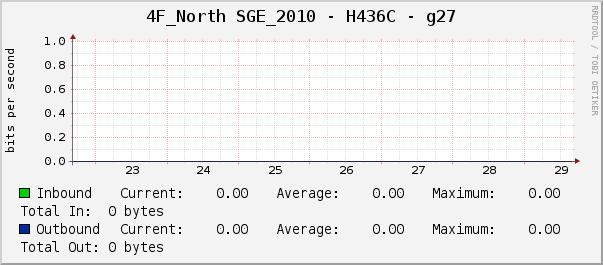 4F_North SGE_2010 - H436C - g27
RRDTOOL / TOBI OETIKER
bits per second
1.0
0.8
0.6
0.4
0.2
0.0
23 24 25 26 27 28 29
Inbound Current: 0.00 Average: 0.00 Maximum: 0.00
Total In: 0 bytes
Outbound Current: 0.00 Average: 0.00 Maximum: 0.00
Total Out: 0 bytes